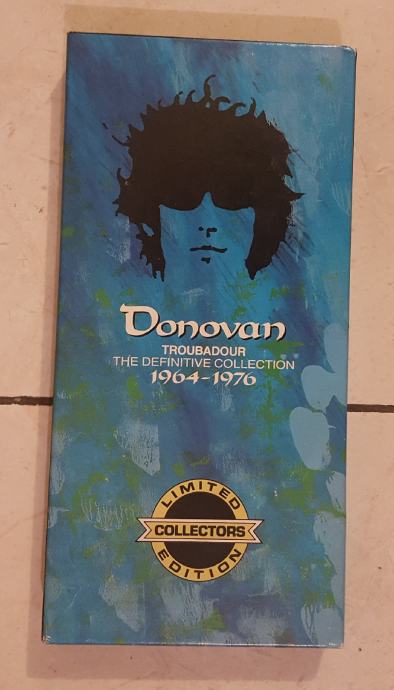 Donovan
TROUBADOUR
THE DEFINITIVE COLLECTION
1964-1976
LIMITED
COLLECTORS
EDITION